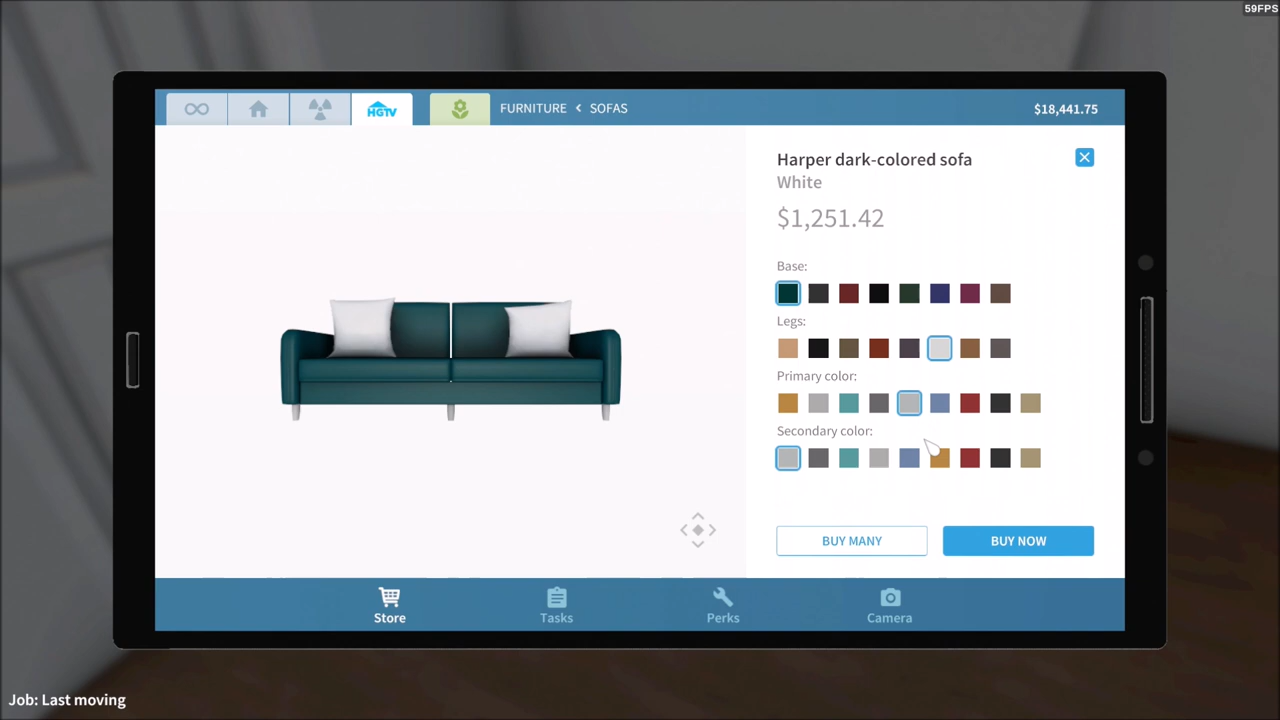 59FPS
HGTV
FURNITURE < SOFAS
$18,441.75
Harper dark-colored sofa
White
$1,251.42
Base:
Legs:
Primary color:
Secondary color:
BUY MANY
BUY NOW
Store
Tasks
Perks
Camera
Job: Last moving